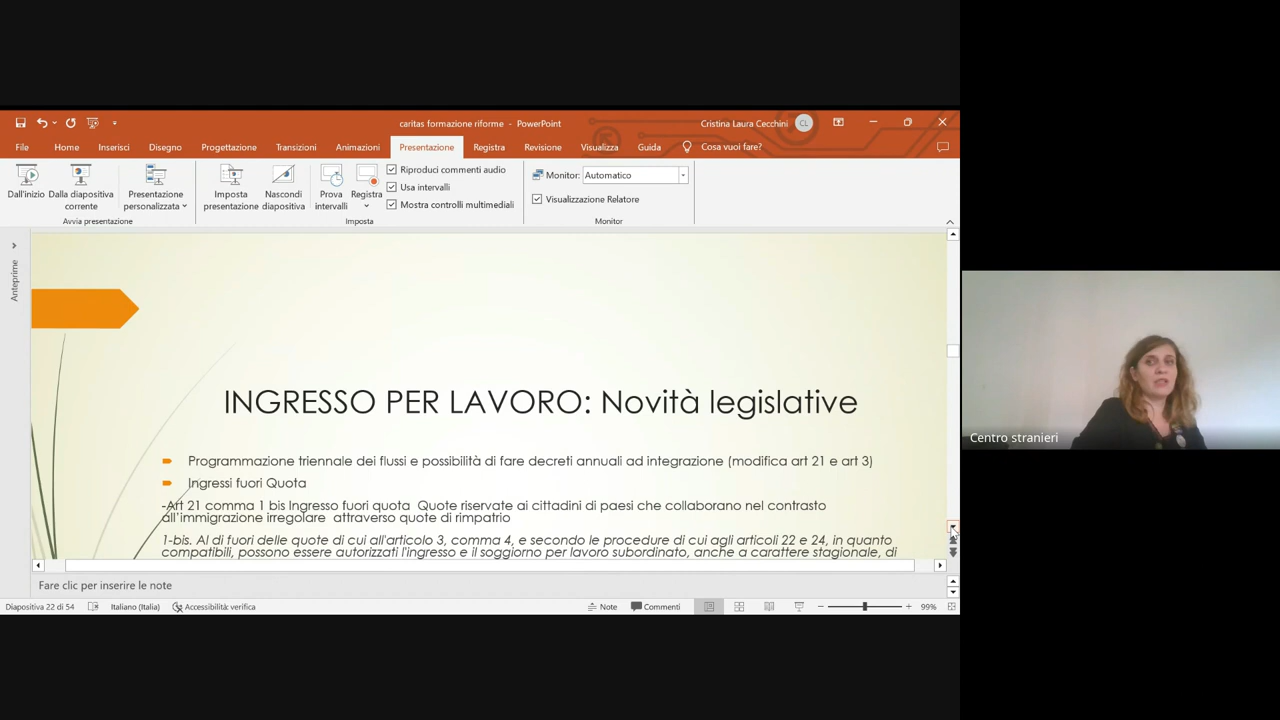 caritas formazione riforme - PowerPoint
Cristina Laura Cecchini
CL
File Home Inserisci Disegno Progettazione Transizioni Animazioni Presentazione Registra Revisione Visualizza Guida Cosa vuoi fare?
Dall'inizio
Dalla diapositiva
corrente
Presentazione
personalizzata
Avvia presentazione
Imposta
presentazione
Nascondi
diapositiva
Prova
intervalli
Registra
Riproduci commenti audio
Usa intervalli
Mostra controlli multimediali
Imposta
Monitor: Automatico
Visualizzazione Relatore
Monitor
Anteprime
INGRESSO PER LAVORO: Novità legislative
Programmazione triennale dei flussi e possibilità di fare decreti annuali ad integrazione (modifica art 21 e art 3)
Ingressi fuori Quota
-Art 21 comma 1 bis Ingresso fuori quota Quote riservate ai cittadini di paesi che collaborano nel contrasto
all'immigrazione irregolare attraverso quote di rimpatrio
1-bis. Al di fuori delle quote di cui all'articolo 3, comma 4, e secondo le procedure di cui agli articoli 22 e 24, in quanto
compatibili, possono essere autorizzati l'ingresso e il soggiorno per lavoro subordinato, anche a carattere stagionale, di
Fare clic per inserire le note
Diapositiva 22 di 54 Italiano (Italia) Accessibilità: verifica Note Commenti 99%
Centro stranieri